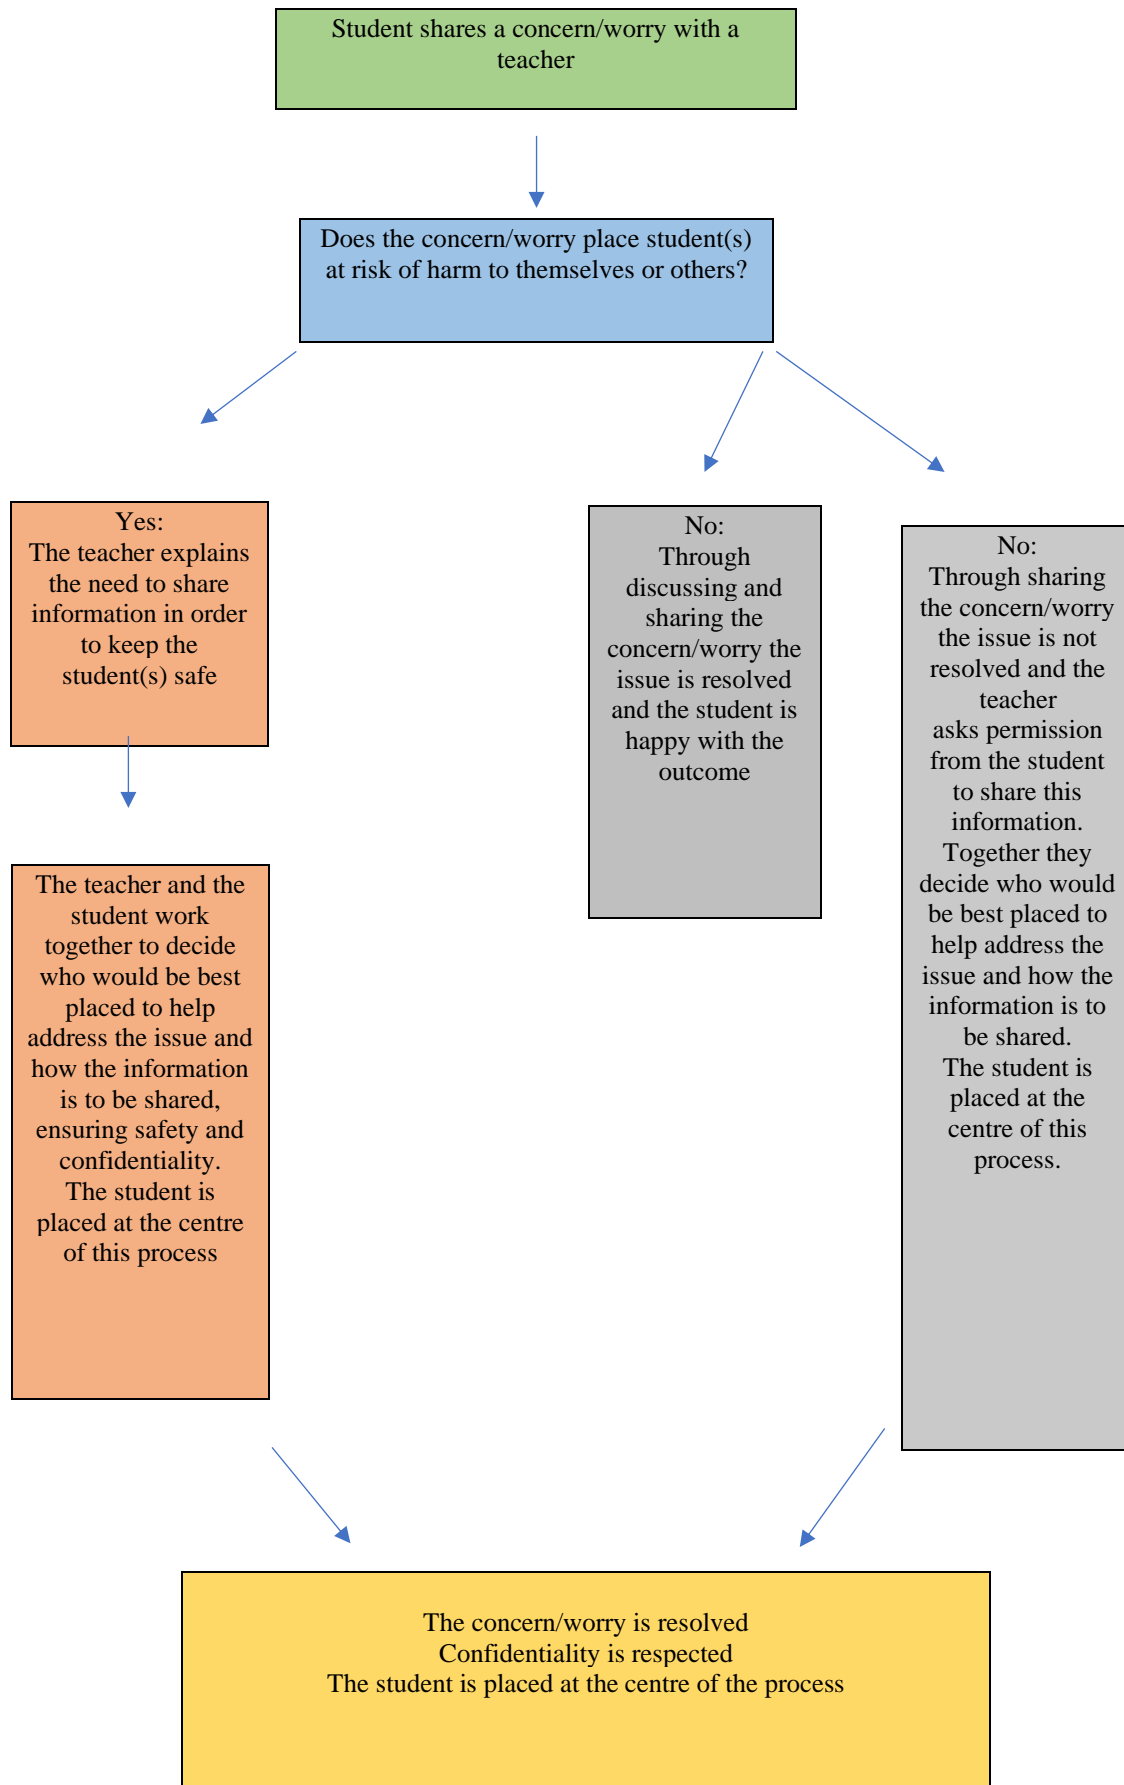 Student shares a concern/worry with a
teacher
Does the concern/worry place student(s)
at risk of harm to themselves or others?
Yes:
The teacher explains
the need to share
information in order
to keep the
student(s) safe
The teacher and the
student work
together to decide
who would be best
placed to help
address the issue and
how the information
is to be shared,
ensuring safety and
confidentiality.
The student is
placed at the centre
of this process
No:
Through
discussing and
sharing the
concern/worry the
issue is resolved
and the student is
happy with the
outcome
No:
Through sharing
the concern/worry
the issue is not
resolved and the
teacher
asks permission
from the student
to share this
information.
Together they
decide who would
be best placed to
help address the
issue and how the
information is to
be shared.
The student is
placed at the
centre of this
process.
The concern/worry is resolved
Confidentiality is respected
The student is placed at the centre of the process